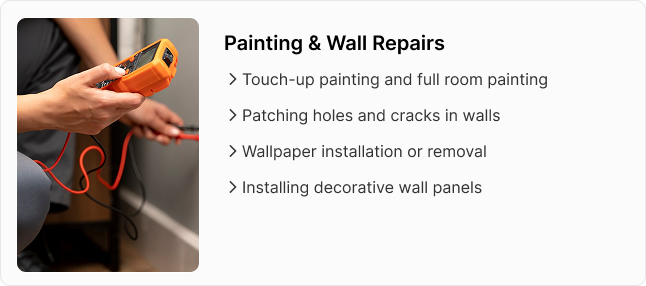 Painting & Wall Repairs
Touch-up painting and full room painting
Patching holes and cracks in walls
Wallpaper installation or removal
Installing decorative wall panels